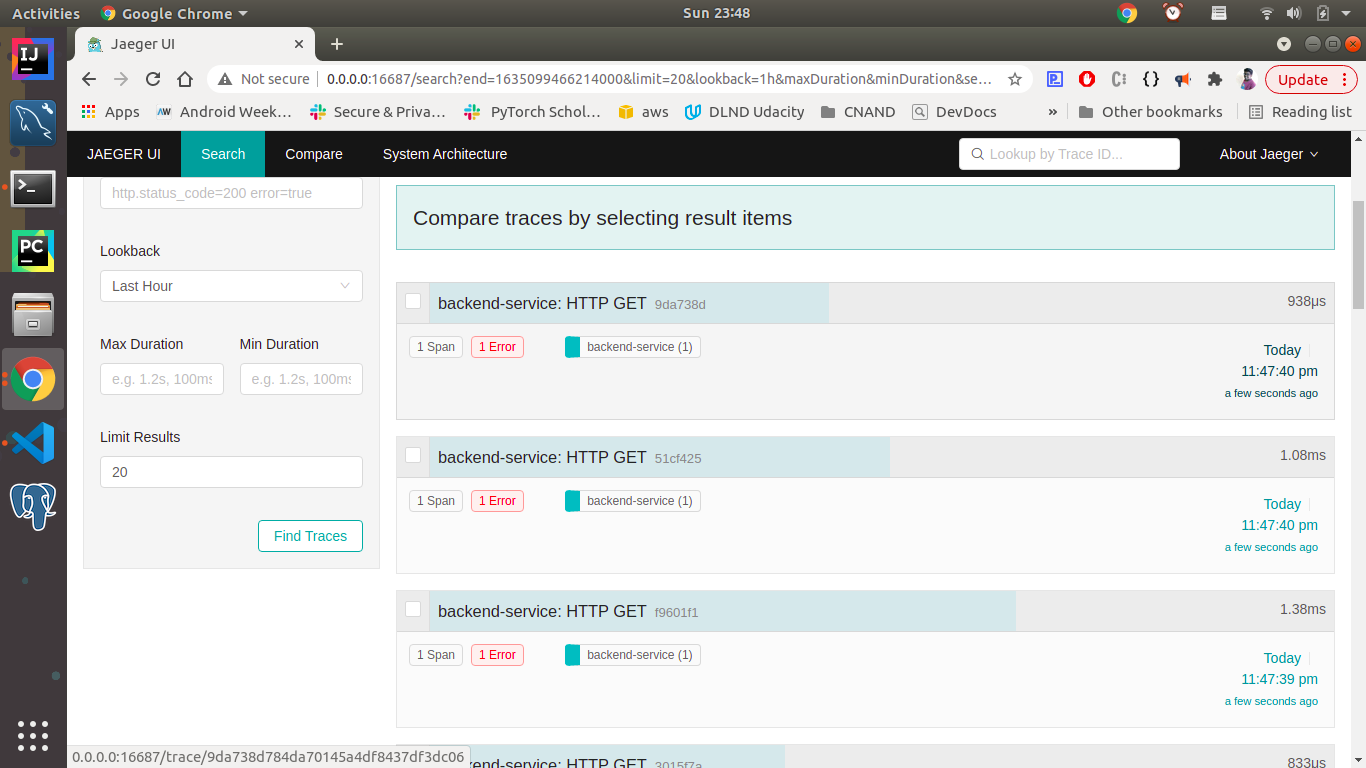 Activities
Google Chrome
Sun 23:48
Jaeger UI
Not secure
0.0.0.0:16687/search?end=1635099466214000&limit=20&lookback=1h&maxDuration&minDuration&se...
Update
Apps
Android Week...
Secure & Priva...
PyTorch Schol...
aws
DLND Udacity
CNAND
DevDocs
»
Other bookmarks
Reading list
JAEGER UI
Search
Compare
System Architecture
Lookup by Trace ID...
About Jaeger
http.status_code=200 error=true
Lookback
Last Hour
Max Duration
Min Duration
e.g. 1.2s, 100ms
e.g. 1.2s, 100ms
Limit Results
20
Find Traces
Compare traces by selecting result items
backend-service: HTTP GET 9da738d
938μs
1 Span
1 Error
backend-service (1)
Today
11:47:40 pm
a few seconds ago
backend-service: HTTP GET 51cf425
1.08ms
1 Span
1 Error
backend-service (1)
Today
11:47:40 pm
a few seconds ago
backend-service: HTTP GET f9601f1
1.38ms
1 Span
1 Error
backend-service (1)
Today
11:47:39 pm
a few seconds ago
end-service: HTTP GET 3015f7a
833μs
0.0.0.0:16687/trace/9da738d784da70145a4df8437df3dc06
IJ
PC